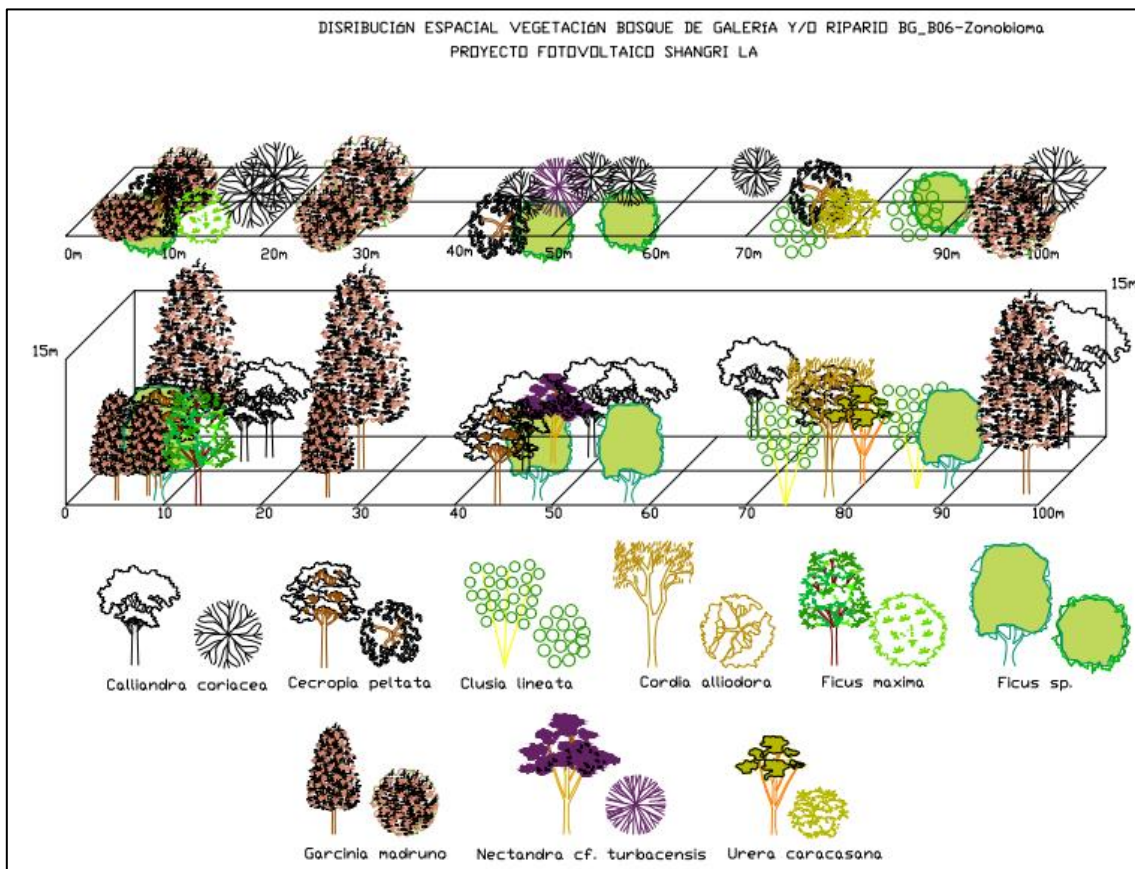 DISRIBUCIóN ESPACIAL VEGETACIóN BOSQUE DE GALERíA Y/O RIPARIO BG_B06-Zonobioma
PROYECTO FOTOVOLTAICO SHANGRI LA
0m 10m 20m 30m 40m 50m 60m 70m 90m 100m
15m
15m
0 10 20 30 40 50 60 70 80 90 100m
Calliandra coriacea Cecropia peltata Clusia lineata Cordia alliodora Ficus maxima Ficus sp.
Garcinia madruno Nectandra cf. turbacensis Urera caracasana